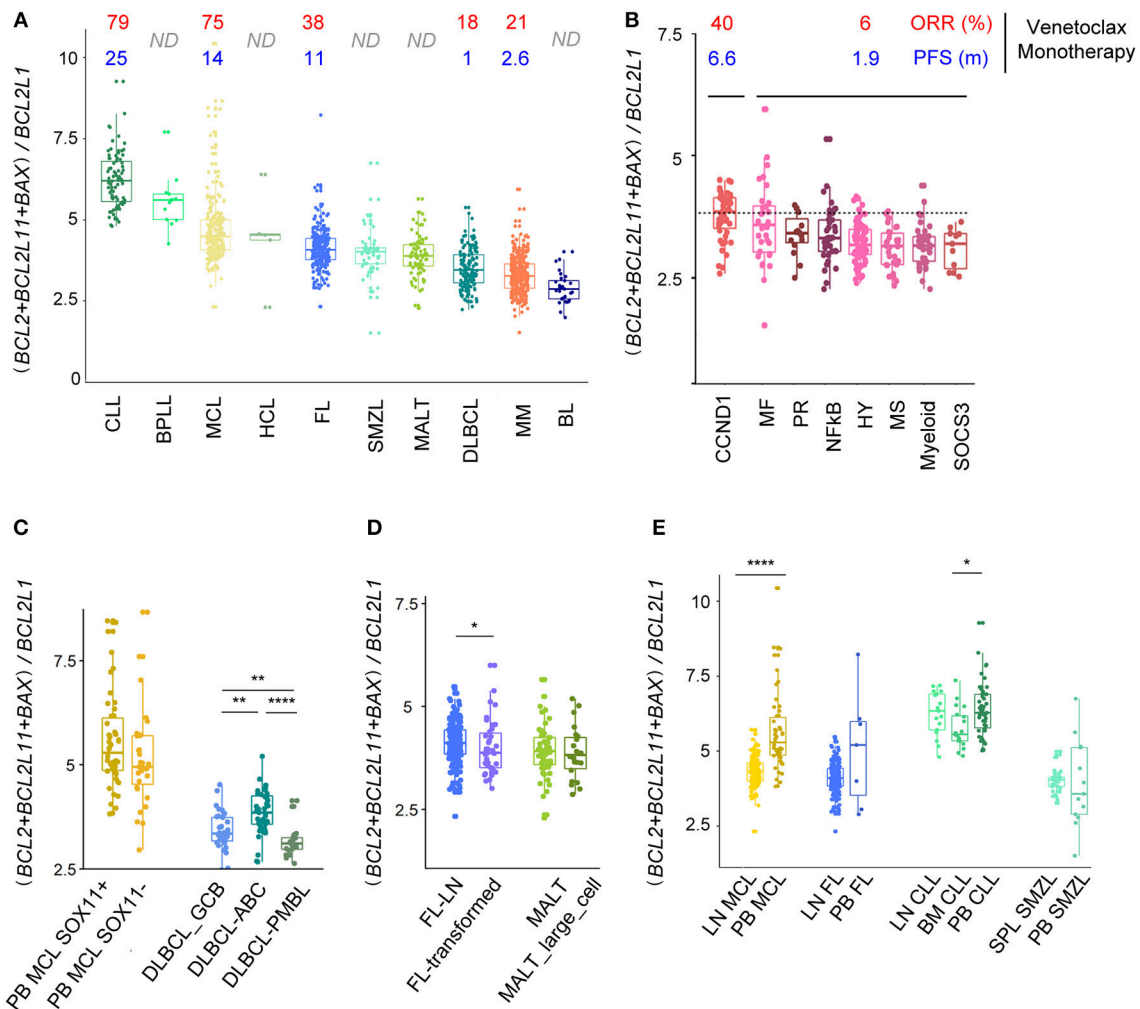 A
79 ND 75 ND 38 ND ND 18 21 ND
25 14 11 1 2.6
(BCL2+BCL2L11+BAX) / BCL2L1
10
7.5
5
2.5
0
CLL BPLL MCL HCL FL SMZL MALT DLBCL MM BL
B
40 6 ORR (%)
6.6 1.9 PFS (m)
Venetoclax
Monotherapy
(BCL2+BCL2L11+BAX) / BCL2L1
7.5
5
2.5
CCND1 MF PR NFkB HY MS Myeloid SOCS3
C
(BCL2+BCL2L11+BAX) / BCL2L1
7.5
5
2.5
**
** ****
PB MCL SOX11+ PB MCL SOX11- DLBCL_GCB DLBCL-ABC DLBCL-PMBL
D
(BCL2+BCL2L11+BAX) / BCL2L1
7.5
5
2.5
*
FL-LN FL-transformed MALT MALT_large_cell
E
(BCL2+BCL2L11+BAX) / BCL2L1
10
7.5
5
2.5
**** *
LN MCL PB MCL LN FL PB FL LN CLL BM CLL PB CLL SPL SMZL PB SMZL